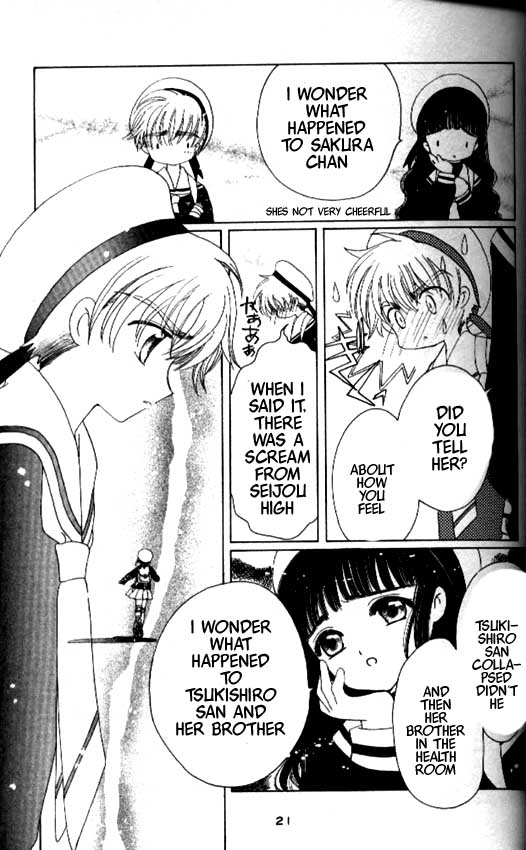 I WONDER
WHAT
HAPPENED
TO SAKURA
CHAN
SHES NOT VERY CHEERFUL
DID
YOU
TELL
HER?
ABOUT
HOW
YOU
FEEL
WHEN I
SAID IT,
THERE
WAS A
SCREAM
FROM
SEIJOU
HIGH
TSUKI-
SHIRO
SAN
COLLA-
PSED
DIDN'T
HE
AND
THEN
HER
BROTHER
IN THE
HEALTH
ROOM
I WONDER
WHAT
HAPPENED
TO
TSUKISHIRO
SAN AND
HER BROTHER
21